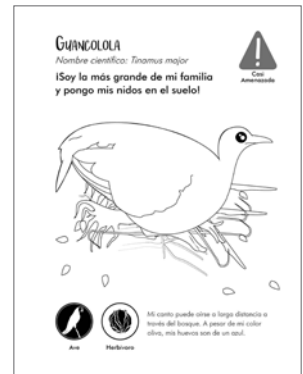 GUANCOLOLA
Nombre científico: Tinamus major
¡Soy la más grande de mi familia
y pongo mis nidos en el suelo!
Casi
Amenazada
Mi canto puede oírse a larga distancia a
través del bosque. A pesar de mi color
olivo, mis huevos son de un azul.
Ave
Herbívoro